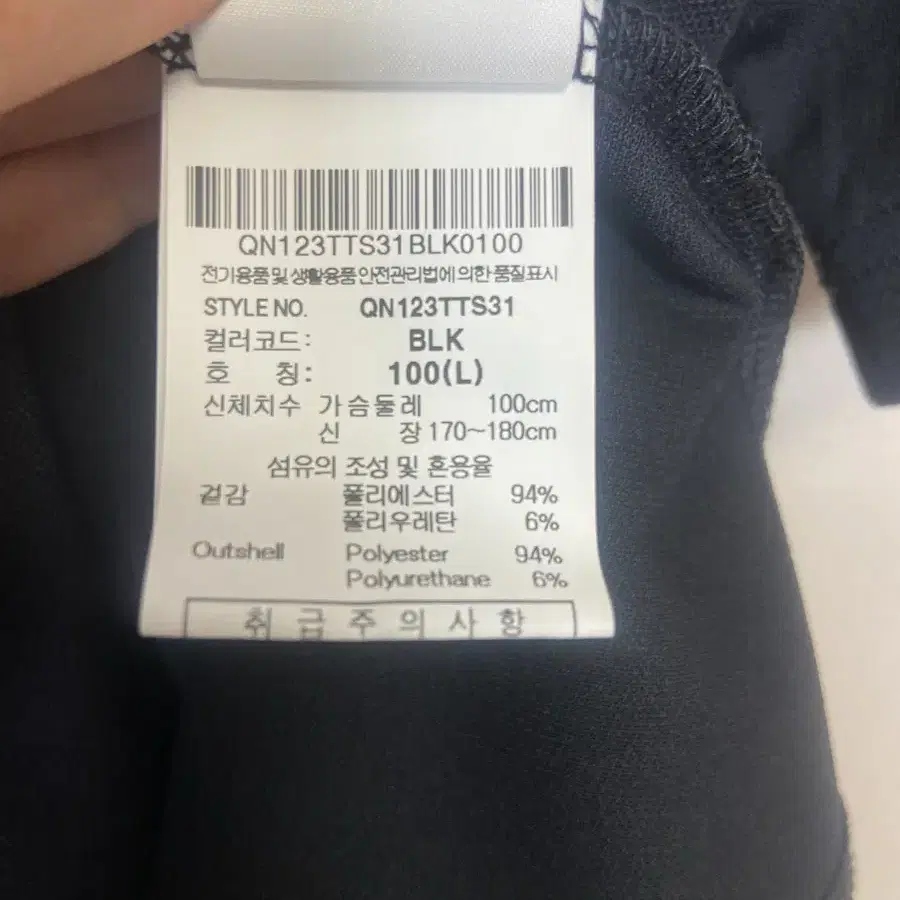 QN123TTS31BLK0100
전기용품 및 생활용품 안전관리법에 의한 품질표시
STYLE NO. QN123TTS31
컬러코드: BLK
호 칭: 100(L)
신체치수 가슴둘레 100cm
신 장 170~180cm
섬유의 조성 및 혼용율
겉감 폴리에스터 94%
폴리우레탄 6%
Outshell Polyester 94%
Polyurethane 6%
취급주의사항